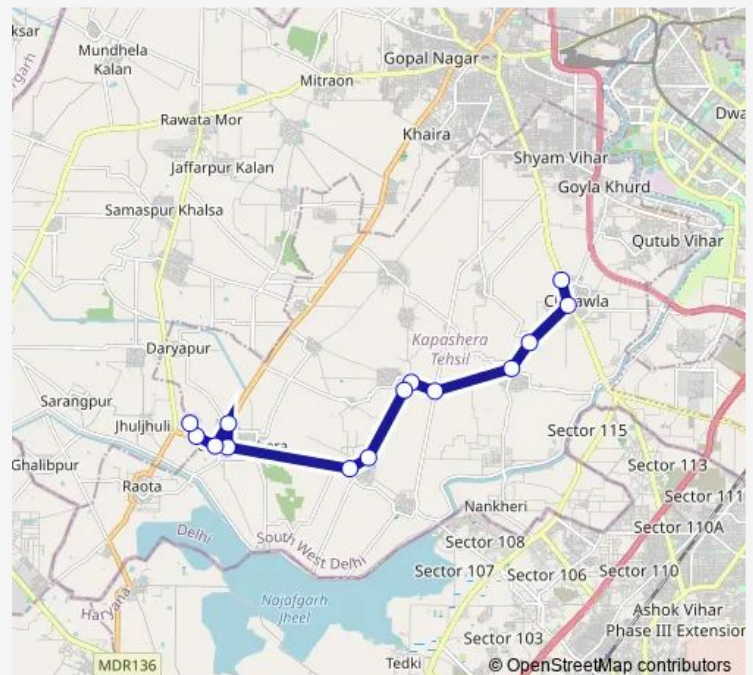 ksar
Mundhela
Kalan
Gopal Nagar
Mitraon
Rawata Mor
Khaira
Dwa
Jaffarpur Kalan
Shyam Vihar
Goyla Khurd
Samaspur Khalsa
Qutub Vihar
Kapashera
Tehsil
Daryapur
Sarangpur
Jhuljhuli
Sector 115
Ghalibpur
Sector 113
Raota
Sector 111
Nankheri
Sector 110A
Delhi
South West Delhi
Sector 108
Sector 107
Sector 106
Sector 110
Haryana
Najafgarh
Jheel
Ashok Vihar
Phase III Extension
Sector 103
MDR136
Tedki
© OpenStreetMap contributors